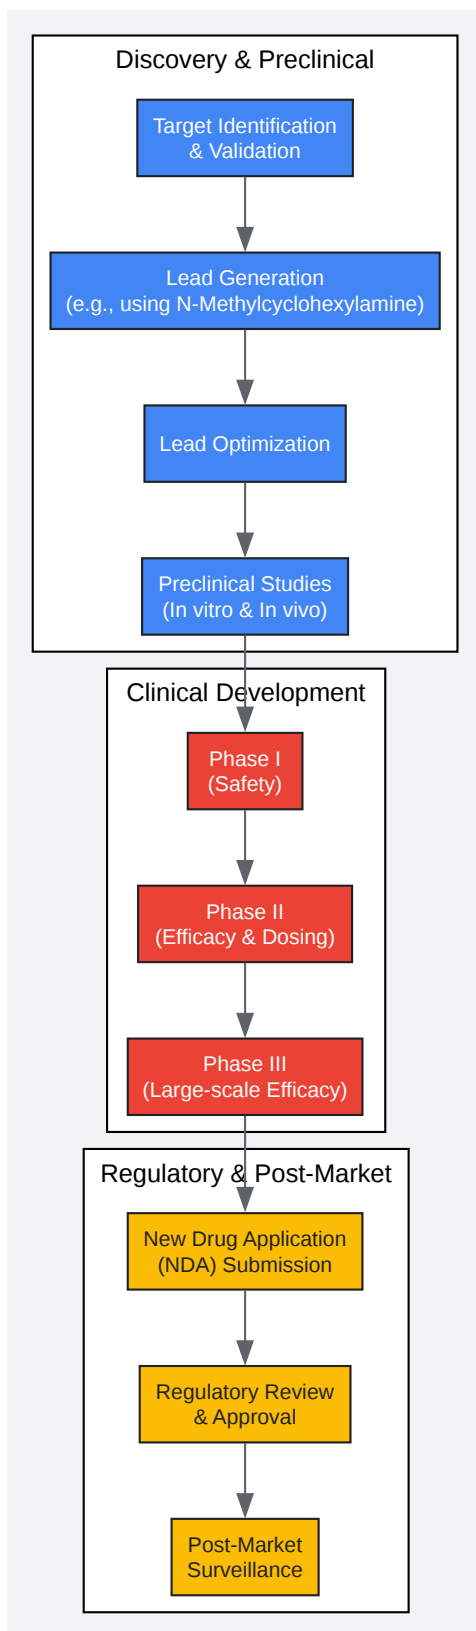 Discovery & Preclinical
Target Identification
& Validation
Lead Generation
(e.g., using N-Methylcyclohexylamine)
Lead Optimization
Preclinical Studies
(In vitro & In vivo)
Clinical Development
Phase I
(Safety)
Phase II
(Efficacy & Dosing)
Phase III
(Large-scale Efficacy)
Regulatory & Post-Market
New Drug Application
(NDA) Submission
Regulatory Review
& Approval
Post-Market
Surveillance